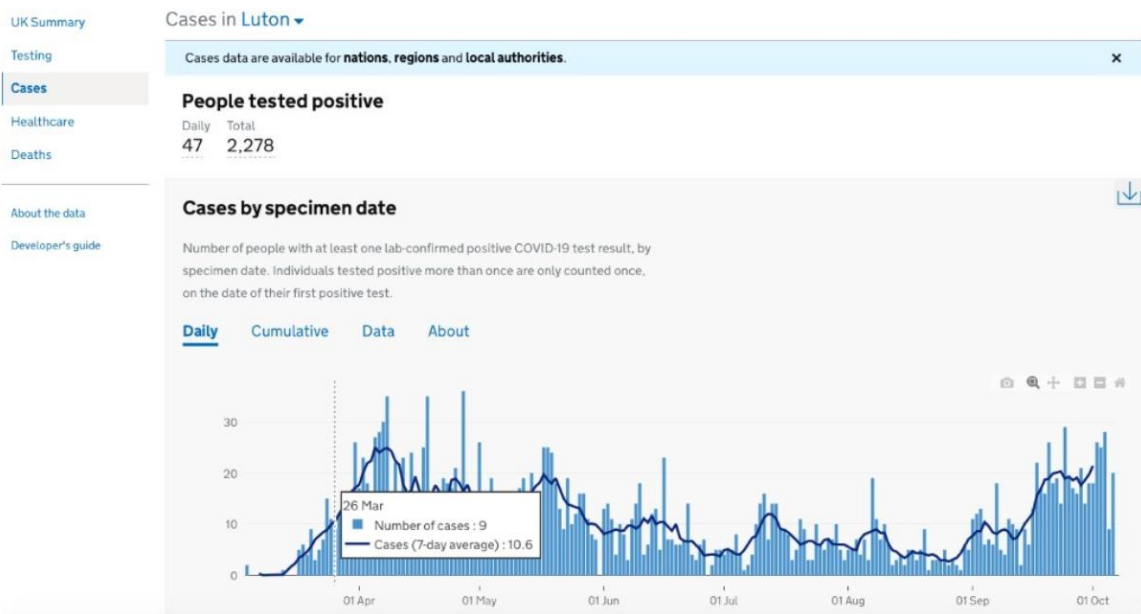 UK Summary
Testing
Cases
Healthcare
Deaths
About the data
Developer's guide
Cases in Luton
Cases data are available for nations, regions and local authorities.
×
People tested positive
Daily Total
47 2,278
Cases by specimen date
Number of people with at least one lab-confirmed positive COVID-19 test result, by
specimen date. Individuals tested positive more than once are only counted once,
on the date of their first positive test.
Daily Cumulative Data About
30
20
10
0
26 Mar
Number of cases : 9
Cases (7-day average) : 10.6
01 Apr 01 May 01 Jun 01 Jul 01 Aug 01 Sep 01 Oct